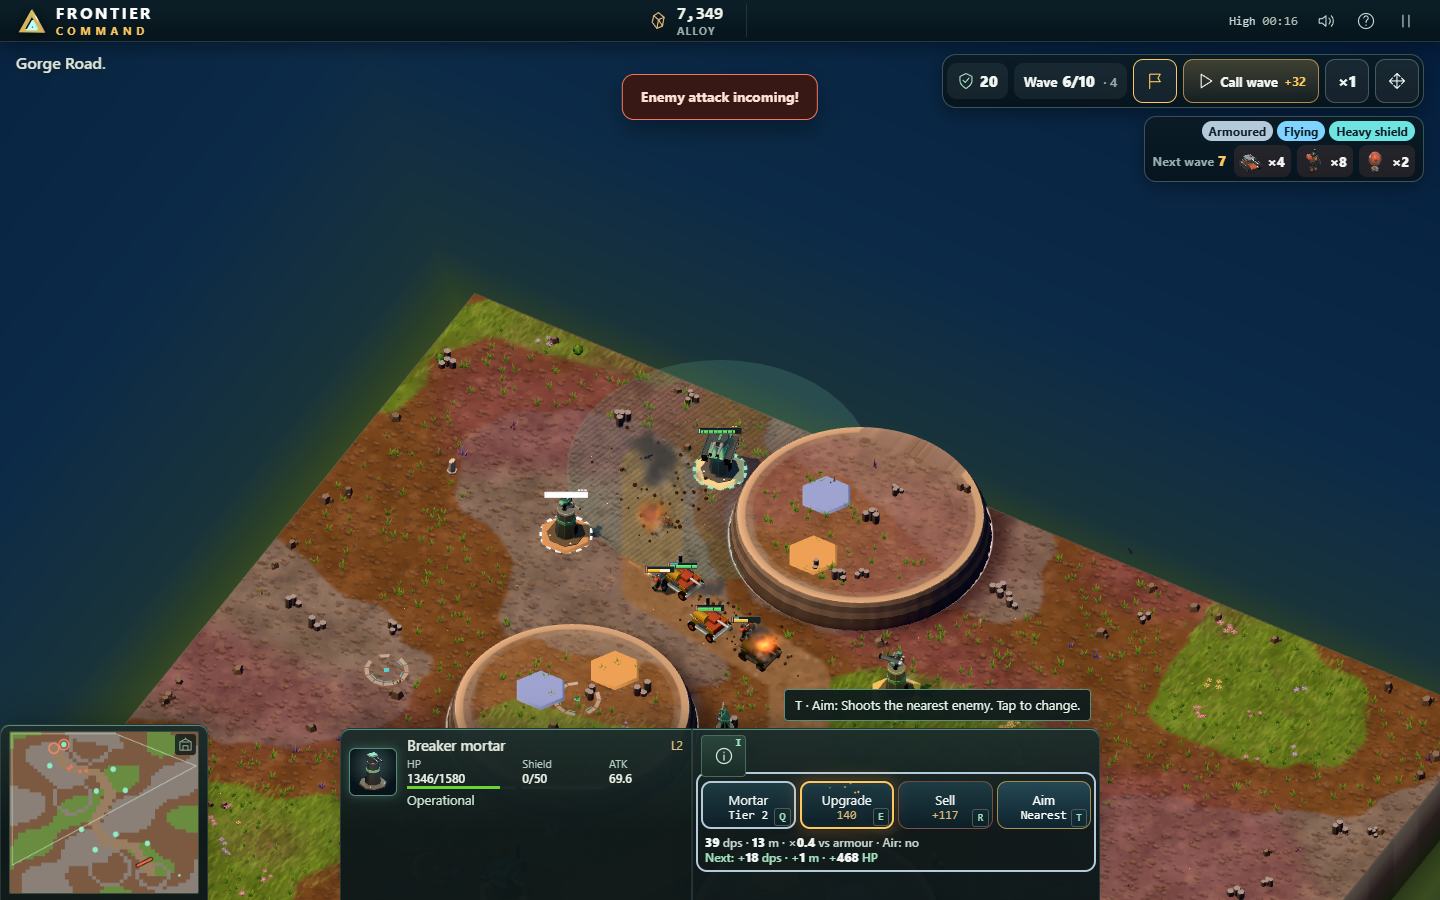 FRONTIER
COMMAND
7,349
ALLOY
High 00:16
Gorge Road.
Enemy attack incoming!
20
Wave 6/10 · 4
Call wave +32
×1
Armoured
Flying
Heavy shield
Next wave 7
×4
×8
×2
T · Aim: Shoots the nearest enemy. Tap to change.
Breaker mortar
L2
HP
Shield
ATK
1346/1580
0/50
69.6
Operational
I
Mortar
Tier 2
Q
Upgrade
140
E
Sell
+117
R
Aim
Nearest
T
39 dps · 13 m · ×0.4 vs armour · Air: no
Next: +18 dps · +1 m · +468 HP